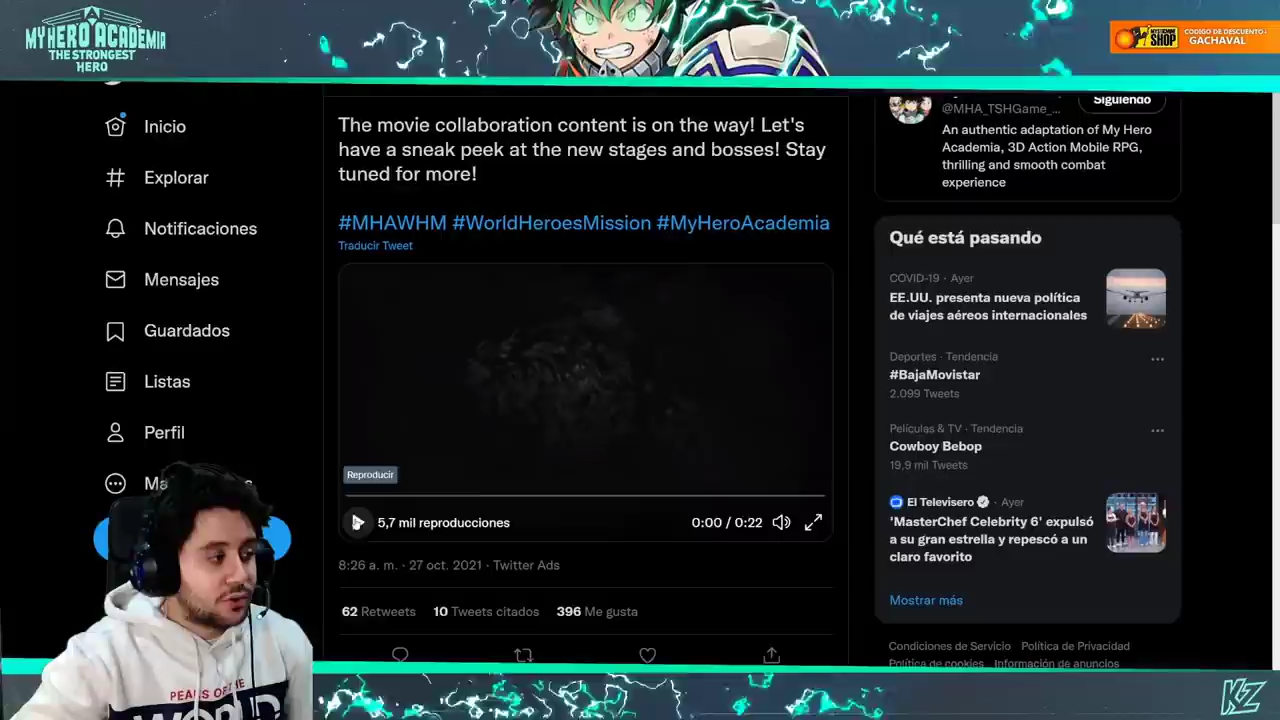 MY HERO ACADEMIA
THE STRONGEST
HERO
SHOP
CODIGO DE DESCUENTO
GACHAVAL
Inicio
Explorar
Notificaciones
Mensajes
Guardados
Listas
Perfil
The movie collaboration content is on the way! Let's
have a sneak peek at the new stages and bosses! Stay
tuned for more!
#MHAWHM #WorldHeroesMission #MyHeroAcademia
Traducir Tweet
Reproducir
5,7 mil reproducciones
0:00 / 0:22
8:26 a. m. · 27 oct. 2021 · Twitter Ads
62 Retweets 10 Tweets citados 396 Me gusta
Siguiendo
@MHA_TSHGame_...
An authentic adaptation of My Hero
Academia, 3D Action Mobile RPG,
thrilling and smooth combat
experience
Qué está pasando
COVID-19 · Ayer
EE.UU. presenta nueva política
de viajes aéreos internacionales
Deportes · Tendencia
#BajaMovistar
2.099 Tweets
Películas & TV · Tendencia
Cowboy Bebop
19,9 mil Tweets
El Televisero · Ayer
'MasterChef Celebrity 6' expulsó
a su gran estrella y repescó a un
claro favorito
Mostrar más
Condiciones de Servicio Política de Privacidad
Política de cookies Información de anuncios
PEARLS OF THE
WORLD
KZ